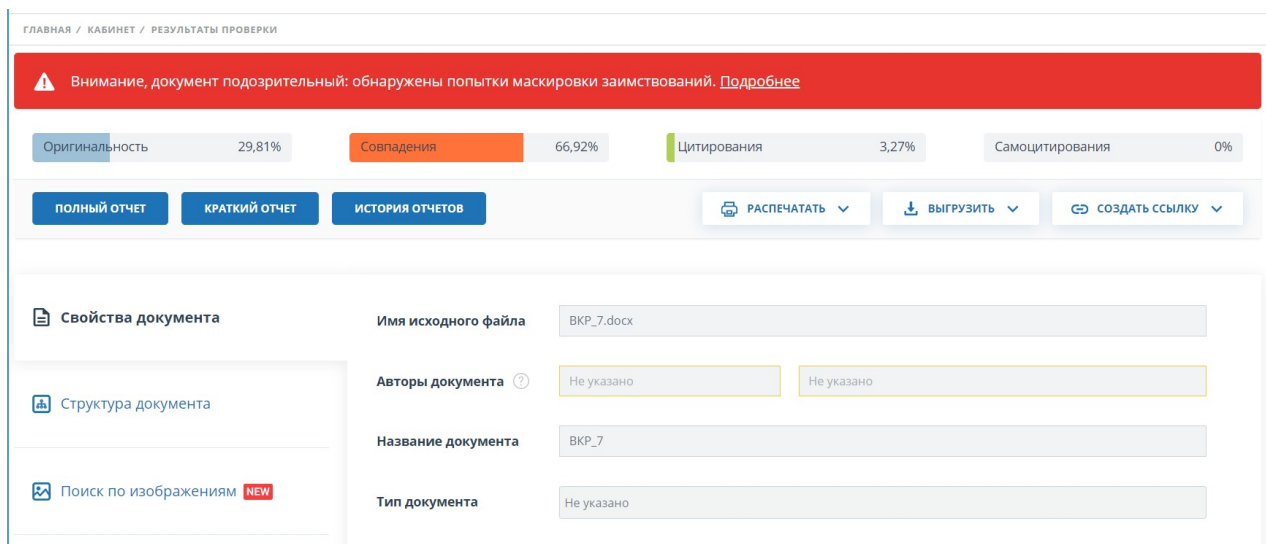 ГЛАВНАЯ / КАБИНЕТ / РЕЗУЛЬТАТЫ ПРОВЕРКИ
Внимание, документ подозрительный: обнаружены попытки маскировки заимствований. Подробнее
Оригинальность 29,81% Совпадения 66,92% Цитирования 3,27% Самоцитирования 0%
ПОЛНЫЙ ОТЧЕТ КРАТКИЙ ОТЧЕТ ИСТОРИЯ ОТЧЕТОВ РАСПЕЧАТАТЬ ВЫГРУЗИТЬ СОЗДАТЬ ССЫЛКУ
Свойства документа
Имя исходного файла ВКР_7.docx
Авторы документа ? Не указано Не указано
Структура документа
Название документа ВКР_7
Поиск по изображениям NEW
Тип документа Не указано